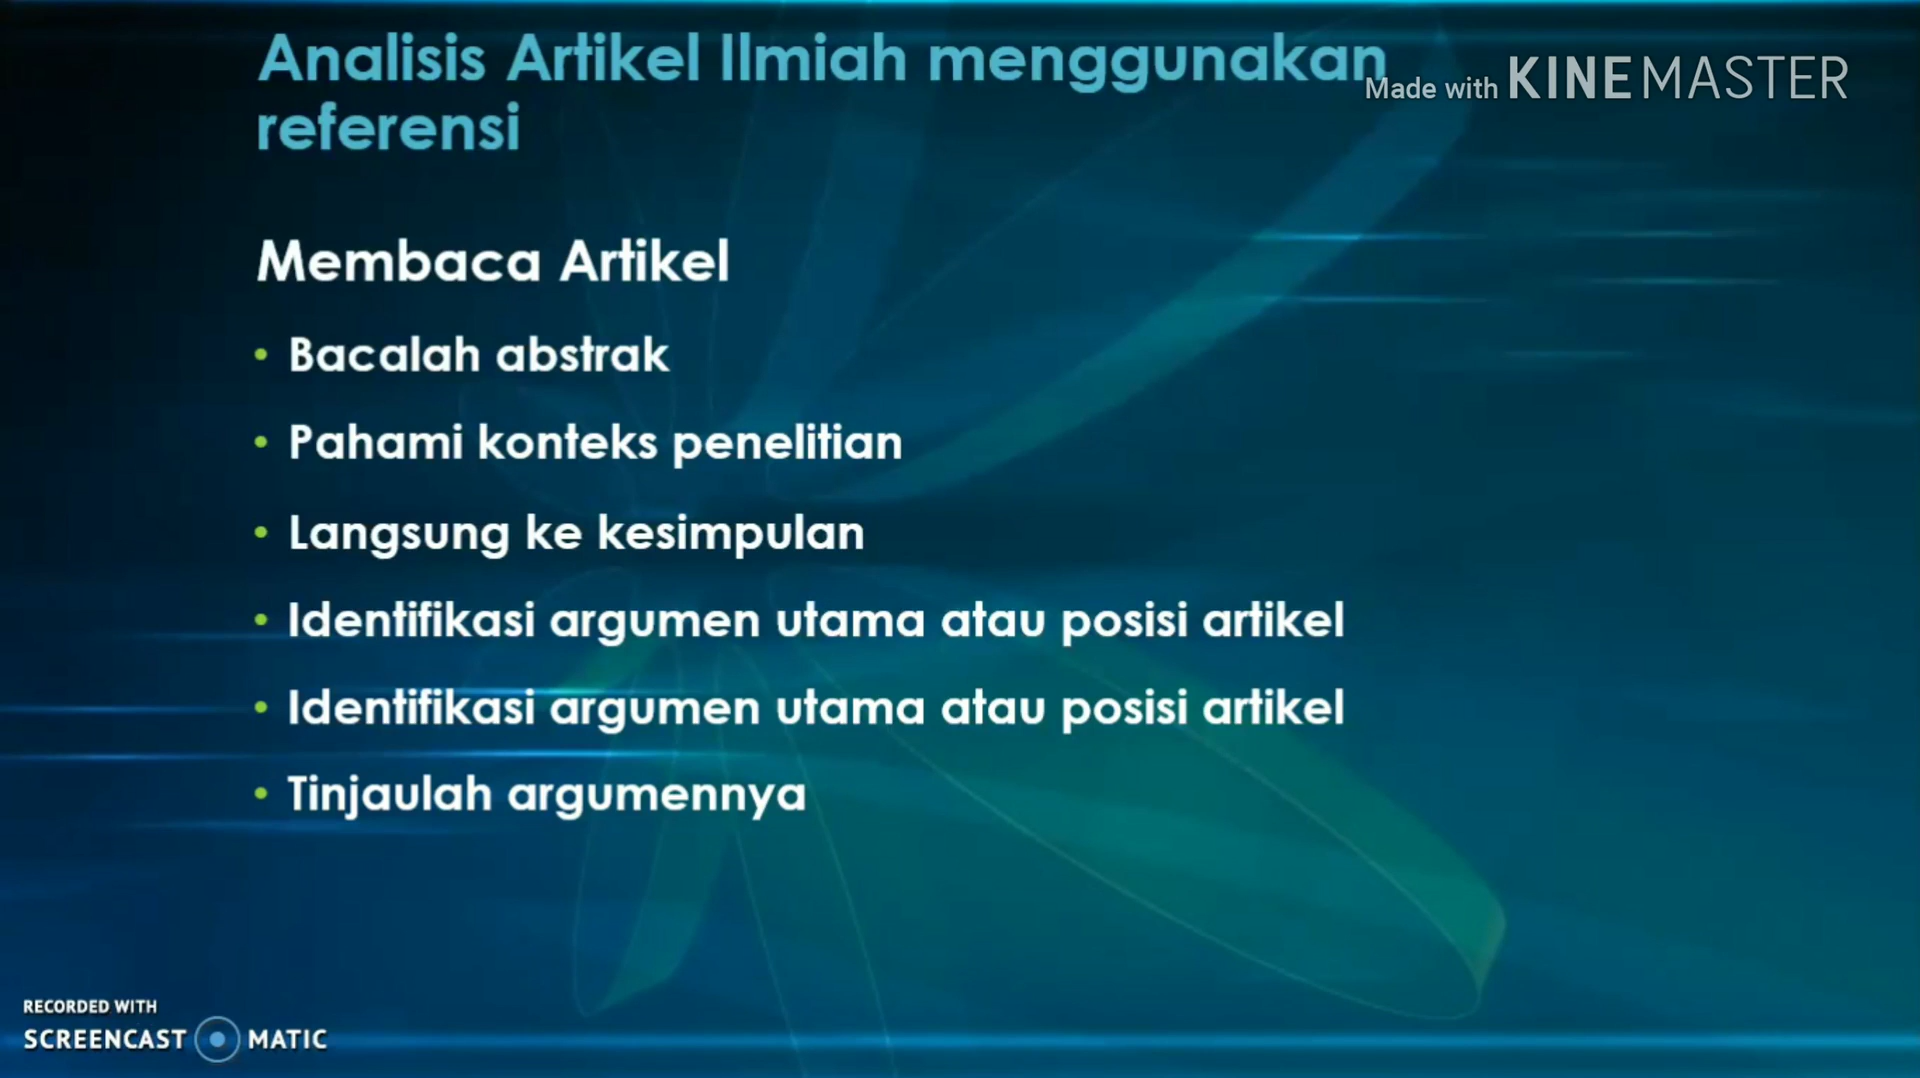 Analisis Artikel Ilmiah menggunakan
referensi
Made with KINEMASTER
Membaca Artikel
• Bacalah abstrak
• Pahami konteks penelitian
• Langsung ke kesimpulan
• Identifikasi argumen utama atau posisi artikel
• Identifikasi argumen utama atau posisi artikel
• Tinjaulah argumennya
RECORDED WITH
SCREENCAST MATIC